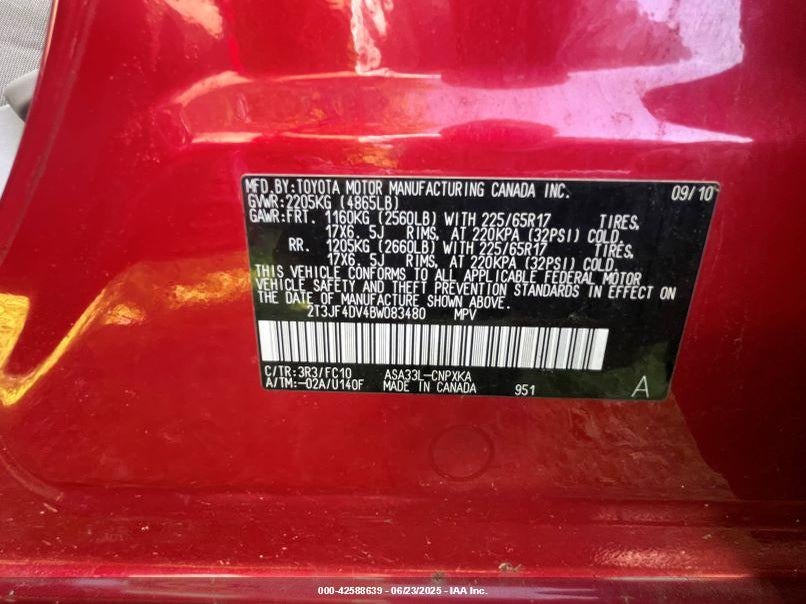 MFD.BY:TOYOTA MOTOR MANUFACTURING CANADA INC. 09/10
GVWR:2205KG (4865LB)
GAWR:FRT. 1160KG (2560LB) WITH 225/65R17 TIRES,
17X6.5J RIMS, AT 220KPA (32PSI) COLD.
RR. 1205KG (2660LB) WITH 225/65R17 TIRES,
17X6.5J RIMS, AT 220KPA (32PSI) COLD.
THIS VEHICLE CONFORMS TO ALL APPLICABLE FEDERAL MOTOR
VEHICLE SAFETY AND THEFT PREVENTION STANDARDS IN EFFECT ON
THE DATE OF MANUFACTURE SHOWN ABOVE.
2T3JF4DV4BW083480 MPV
C/TR:3R3/FC10 ASA33L-CNPXKA
A/TM:-02A/U140F MADE IN CANADA 951 A
000-42588639 - 06/23/2025 - IAA Inc.